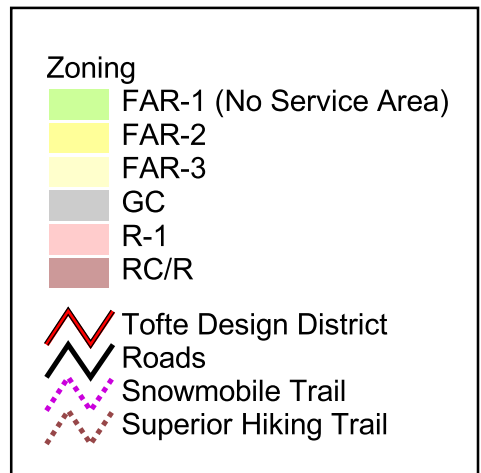 Zoning
FAR-1 (No Service Area)
FAR-2
FAR-3
GC
R-1
RC/R
Tofte Design District
Roads
Snowmobile Trail
Superior Hiking Trail